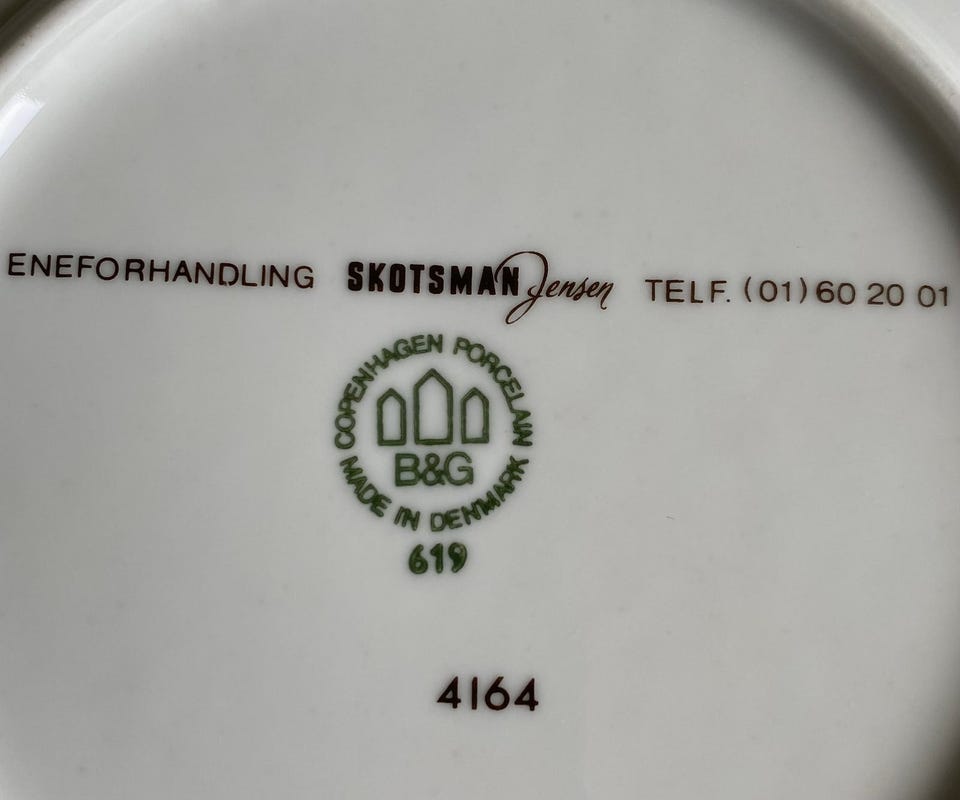 ENEFORHANDLING SKOTSMAN Jensen TELF. (01) 60 20 01
COPENHAGEN PORCELAIN
B&G
MADE IN DENMARK
619
4164